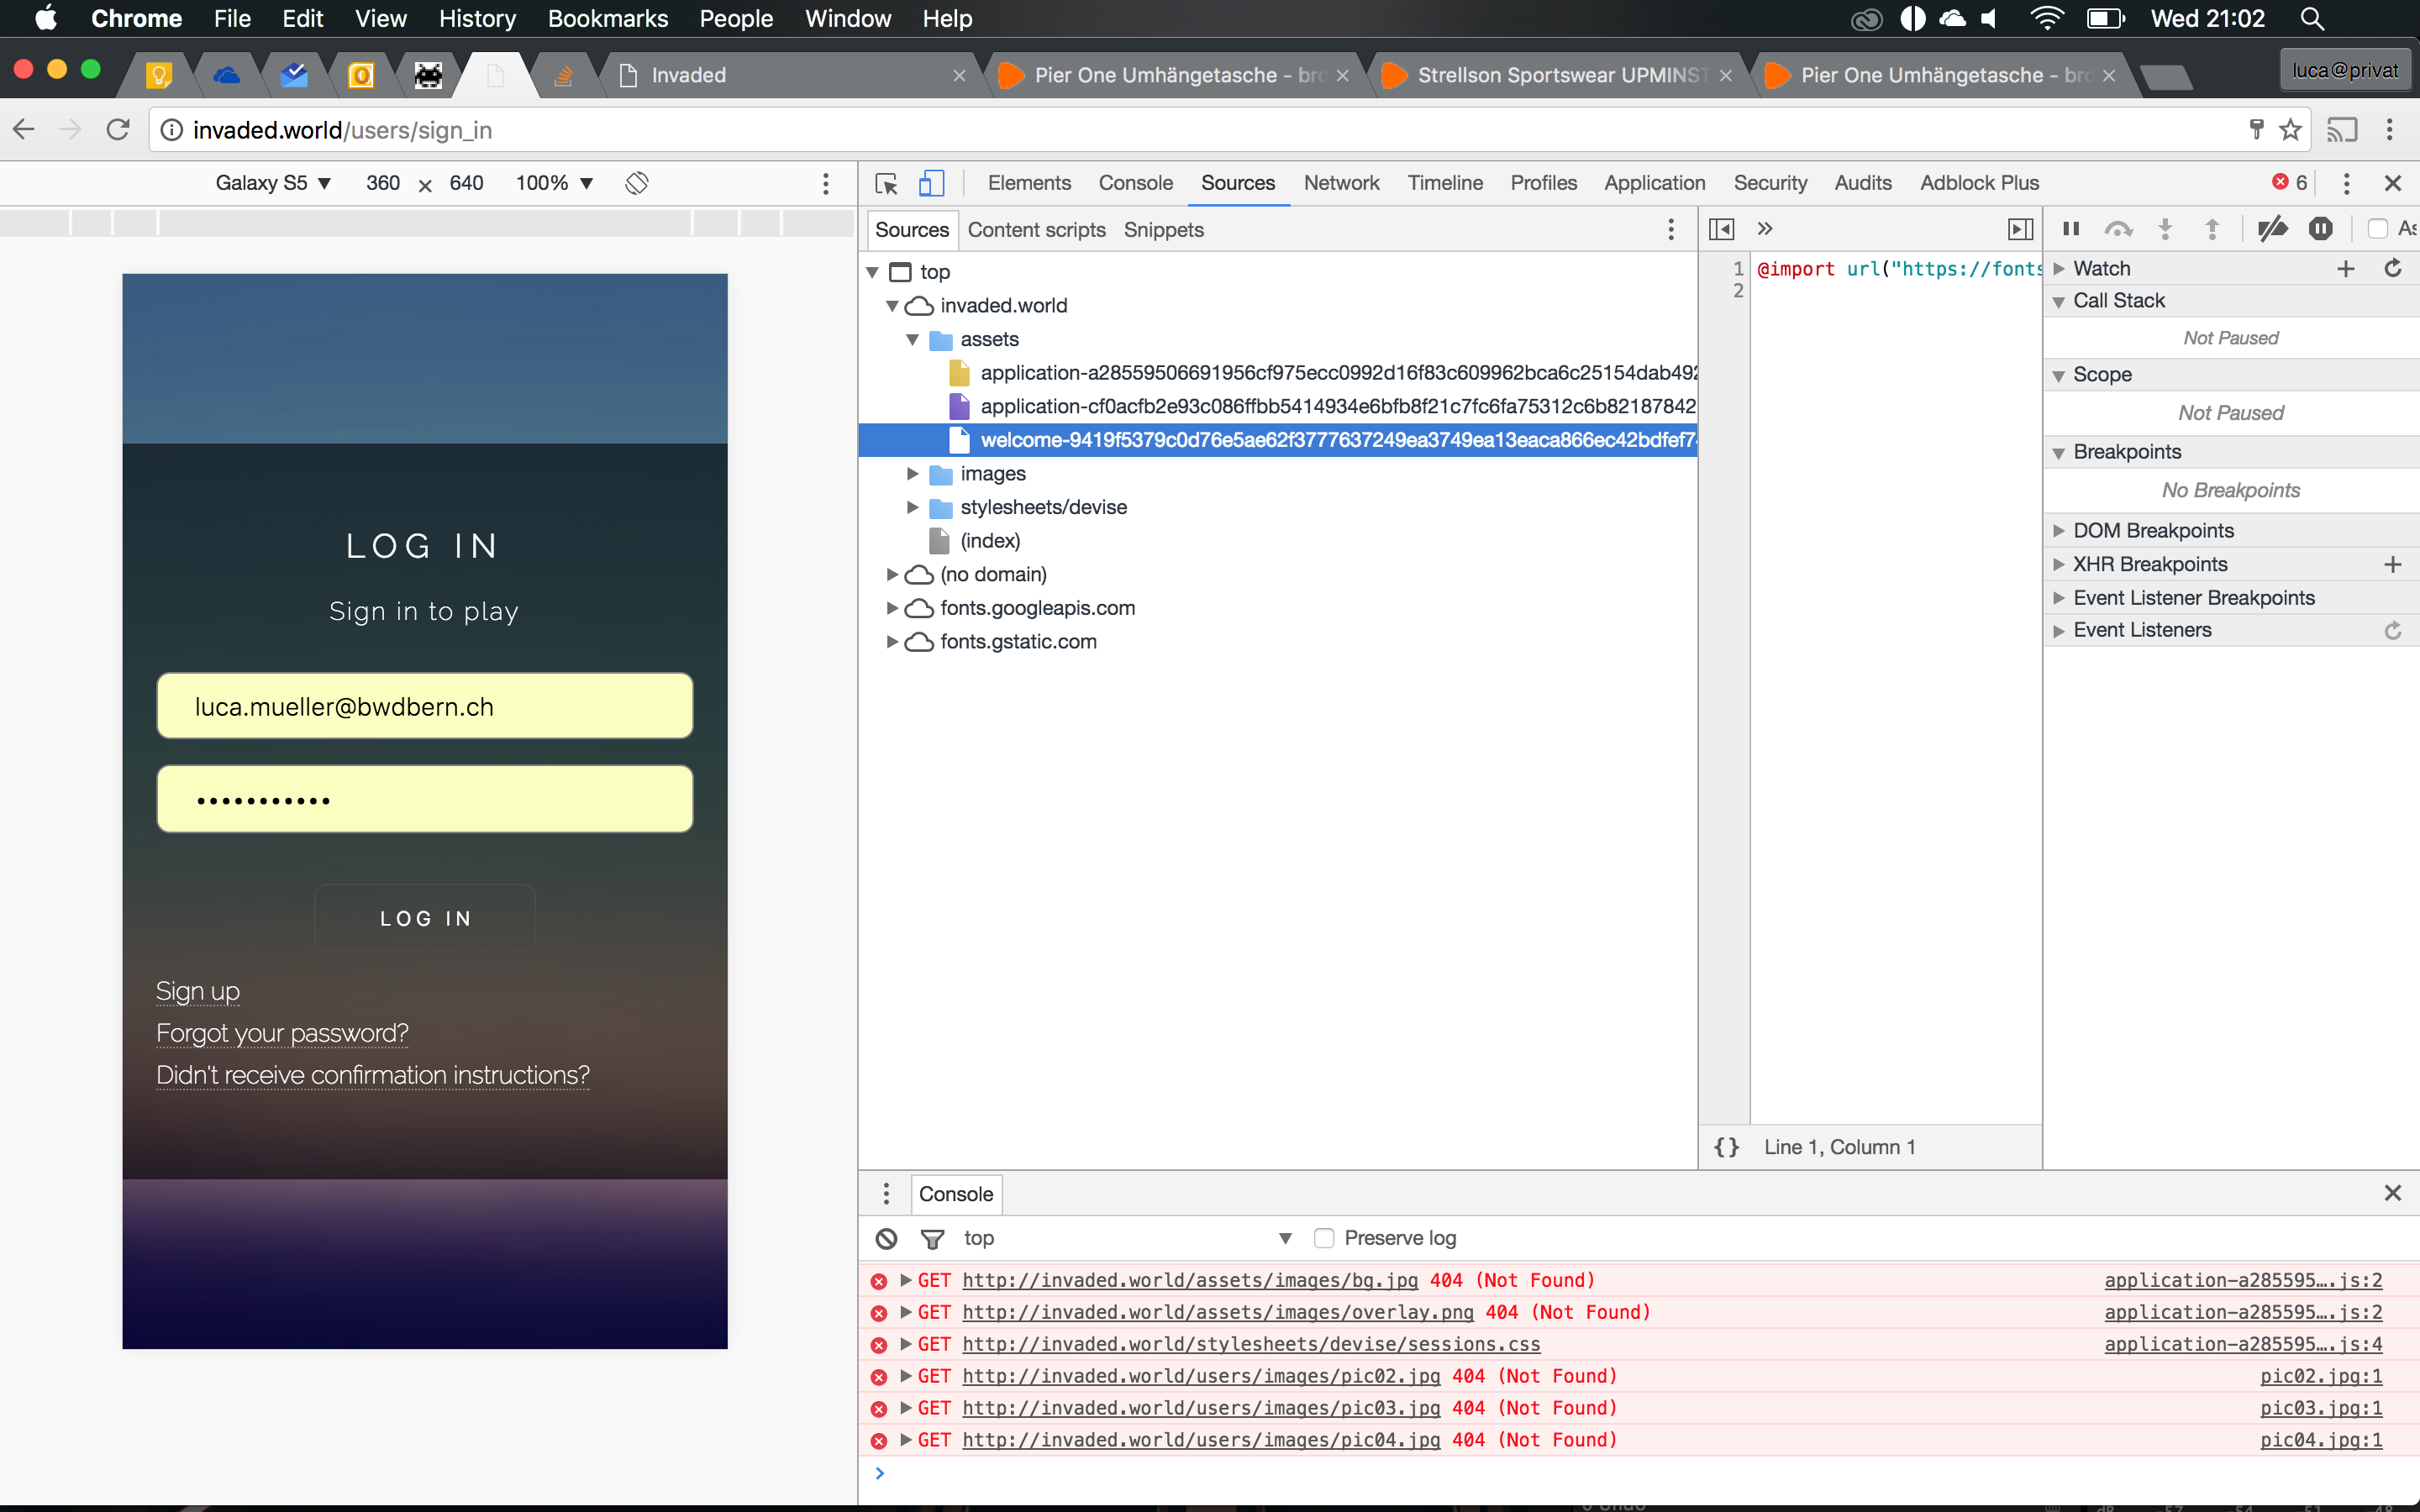 Chrome File Edit View History Bookmarks People Window Help Wed 21:02
Invaded Pier One Umhängetasche - bro Strellson Sportswear UPMINST Pier One Umhängetasche - bro luca@privat
invaded.world/users/sign_in
Galaxy S5 360 × 640 100%
Elements Console Sources Network Timeline Profiles Application Security Audits Adblock Plus 6
Sources Content scripts Snippets
top
invaded.world
assets
application-a28559506691956cf975ecc0992d16f83c609962bca6c25154dab492
application-cf0acfb2e93c086ffbb5414934e6bfb8f21c7fc6fa75312c6b82187842
welcome-9419f5379c0d76e5ae62f3777637249ea3749ea13eaca866ec42bdfef7
images
stylesheets/devise
(index)
(no domain)
fonts.googleapis.com
fonts.gstatic.com
1 @import url("https://fonts
2
{} Line 1, Column 1
As
Watch
Call Stack
Not Paused
Scope
Not Paused
Breakpoints
No Breakpoints
DOM Breakpoints
XHR Breakpoints
Event Listener Breakpoints
Event Listeners
LOG IN
Sign in to play
luca.mueller@bwdbern.ch
•••••••••••
LOG IN
Sign up
Forgot your password?
Didn't receive confirmation instructions?
Console
top Preserve log
GET http://invaded.world/assets/images/bg.jpg 404 (Not Found) application-a285595….js:2
GET http://invaded.world/assets/images/overlay.png 404 (Not Found) application-a285595….js:2
GET http://invaded.world/stylesheets/devise/sessions.css application-a285595….js:4
GET http://invaded.world/users/images/pic02.jpg 404 (Not Found) pic02.jpg:1
GET http://invaded.world/users/images/pic03.jpg 404 (Not Found) pic03.jpg:1
GET http://invaded.world/users/images/pic04.jpg 404 (Not Found) pic04.jpg:1